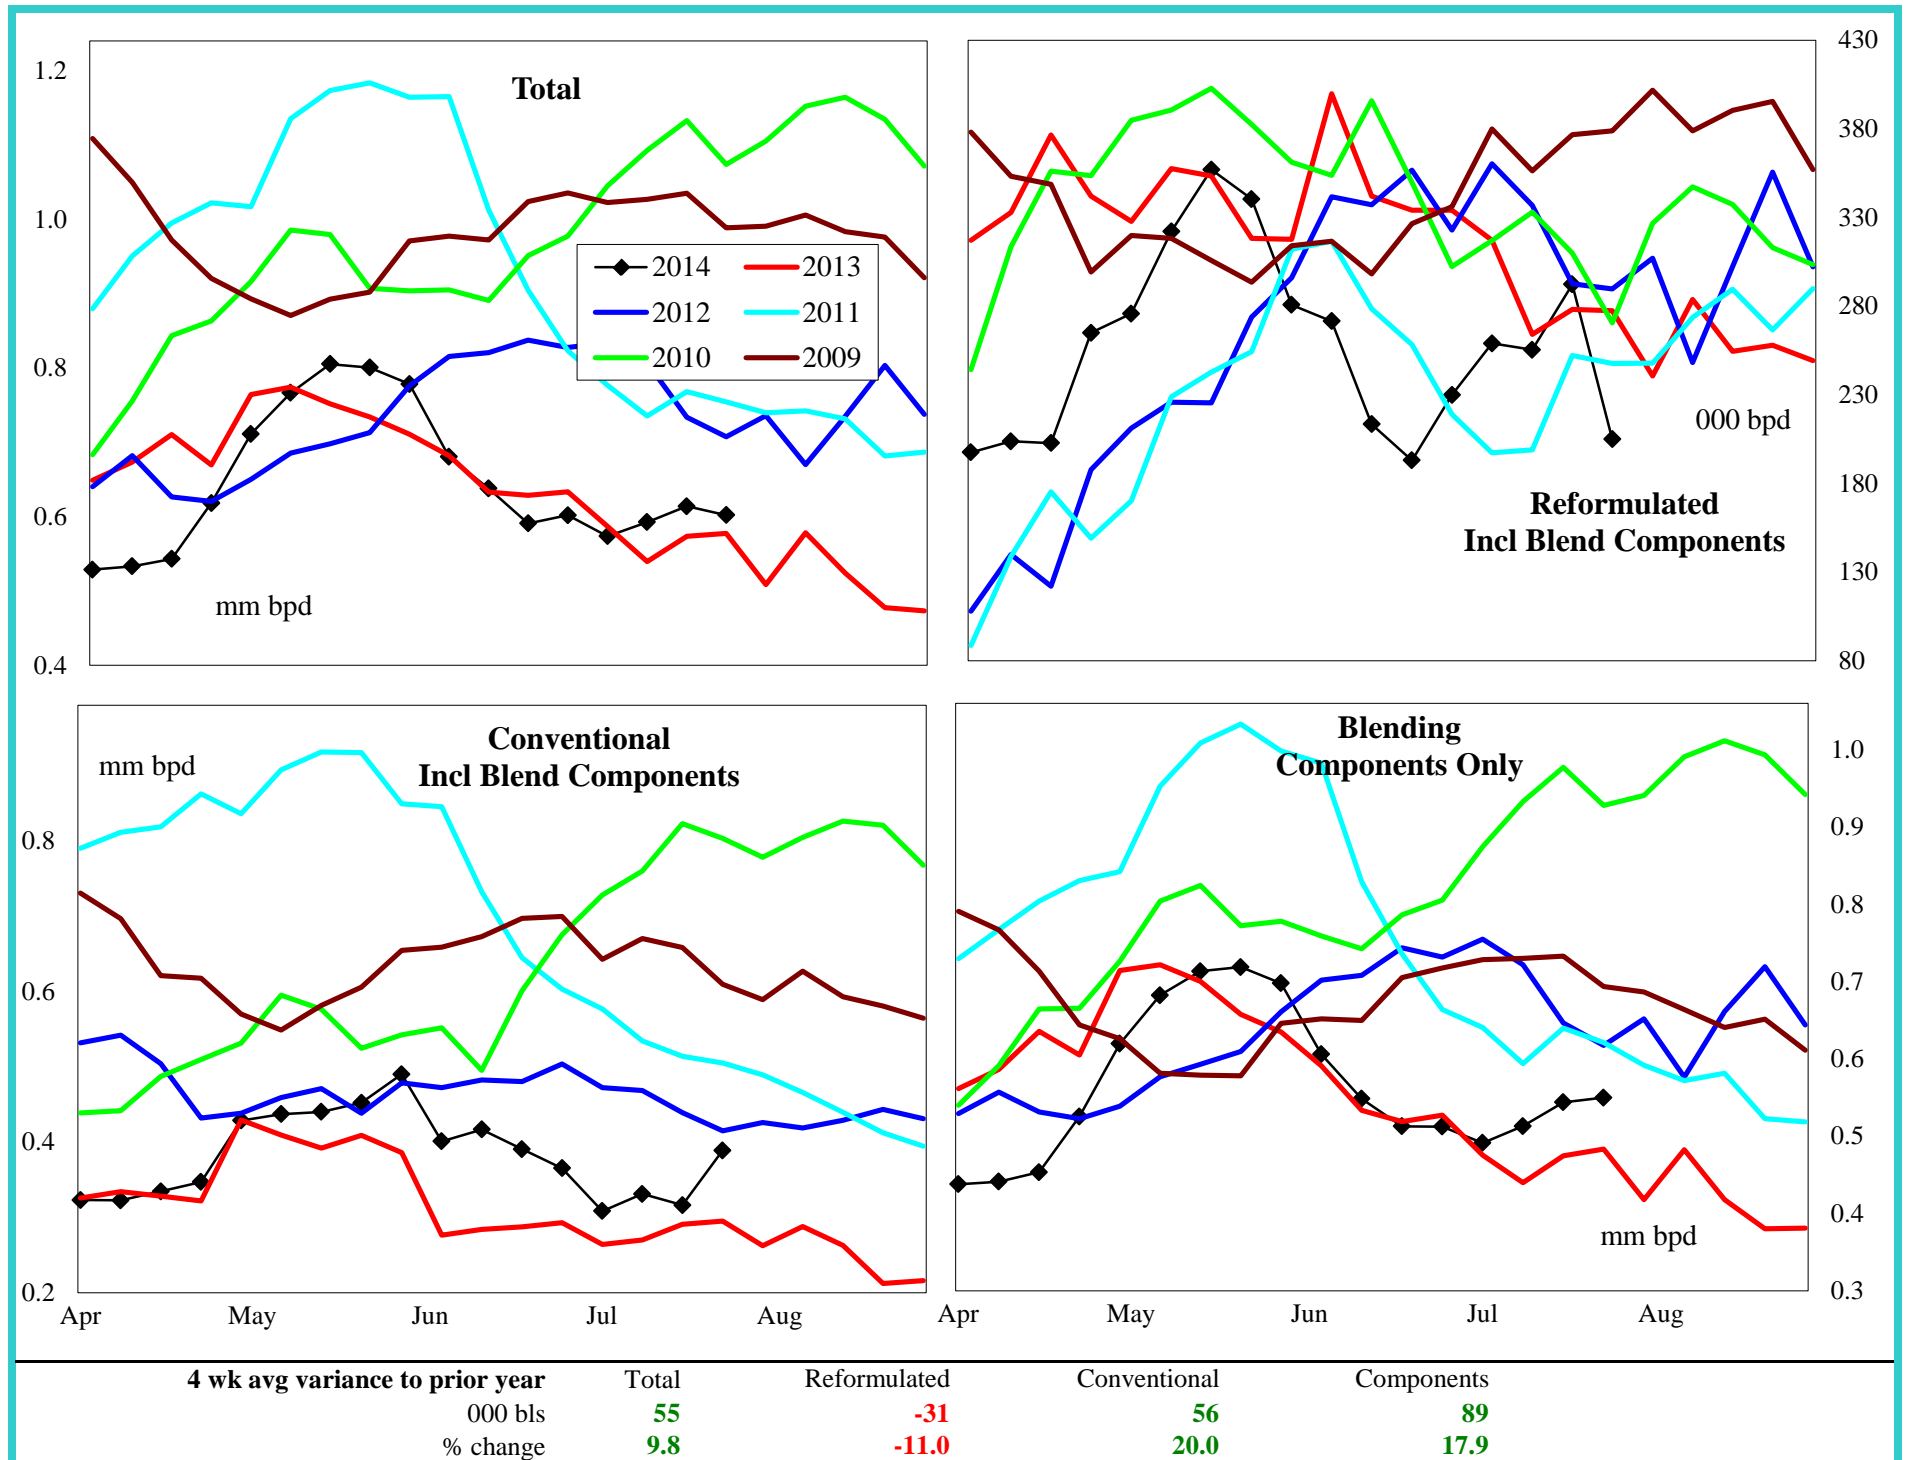 Total
1.2
1.0
0.8
0.6
0.4
mm bpd
2014
2013
2012
2011
2010
2009
430
380
330
280
230
180
130
80
000 bpd
Reformulated
Incl Blend Components
Conventional
Incl Blend Components
mm bpd
0.8
0.6
0.4
0.2
Apr
May
Jun
Jul
Aug
Blending
Components Only
1.0
0.9
0.8
0.7
0.6
0.5
0.4
0.3
mm bpd
Apr
May
Jun
Jul
Aug
4 wk avg variance to prior year Total Reformulated Conventional Components
000 bls 55 -31 56 89
% change 9.8 -11.0 20.0 17.9